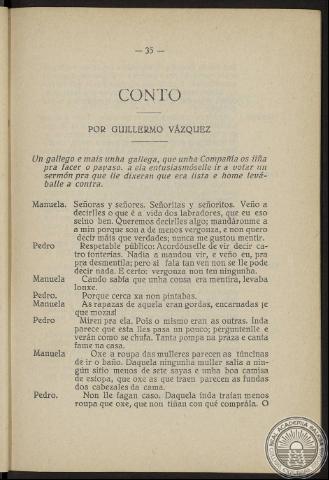 — 35 —
CONTO
POR GUILLERMO VÁZQUEZ
Un gallego e mais unha gallega, que unha Compañía os tiña
pra facer o payaso. a ela entusiasmóselle ir a votar un
sermón pra que lle dixeran que era lista e home levá-
balle a contra.
Manuela. Señoras y señores. Señoritas y señoritos. Veño a
decirlles o que é a vida dos labradores, que eu eso
seino ben. Queremos decirlles algo; mandáronme a
a min porque son a de menos vergonza, e non quero
decir máis que verdades; nunca me gustou mentir.
Pedro Respetable público: Acordóuselle de vir decir ca-
tro tonterías. Nadia a mandou vir, e veño eu, pra
pra desmentila; pero si fala tan ven non se lle pode
decir nada. E certo: vergonza non ten ningunha.
Manuela Cando sabía que unha cousa era mentira, levaba
lonxe.
Pedro. Porque cerca xa non pintabas.
Manuela As rapazas de aquela eran gordas, encarnadas je
que mozas!
Pedro Miren pra ela. Pois o mismo eran as outras. Inda
parece que esta lles pasa un pouco; perguntenlle e
verán como se chufa. Tanta pompa na praza e canta
fame na casa.
Manuela Oxe a roupa das mulleres parecen as túncinas
de ir o baño. Daquela ningunha muller salía a nin-
gún sitio menos de sete sayas e unha boa camisa
de estopa, que oxe as que traen parecen as fundas
dos cabezales da cama.
Pedro. Non lle fagan caso. Daquela inda traían menos
roupa que oxe, que non tiñan con qué comprála. O